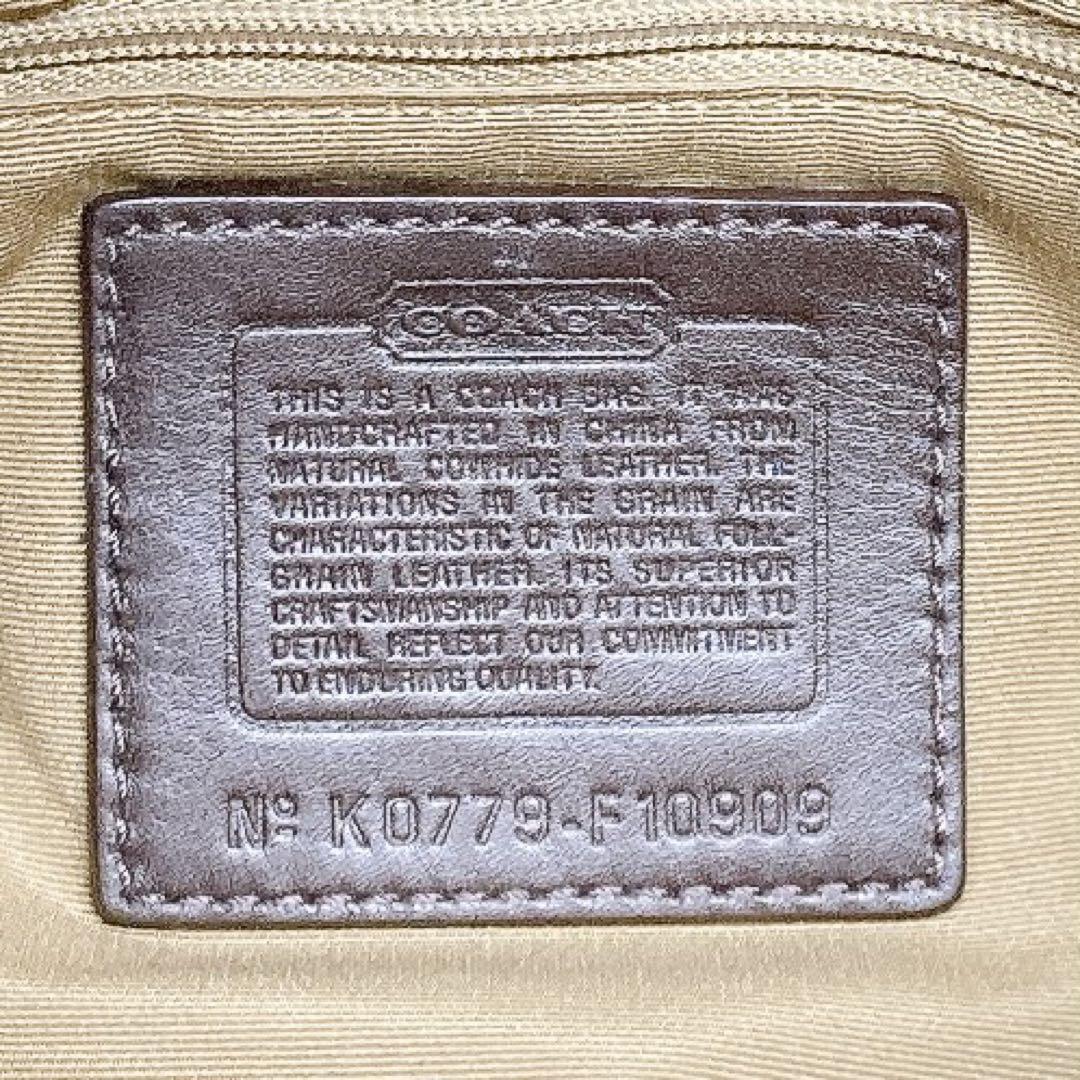 COACH
THIS IS A COACH BAG. IT WAS
HANDCRAFTED IN CHINA FROM
NATURAL COWHIDE LEATHER. THE
VARIATIONS IN THE GRAIN ARE
CHARACTERISTIC OF NATURAL FULL-
GRAIN LEATHER. ITS SUPERIOR
CRAFTSMANSHIP AND ATTENTION TO
DETAIL REFLECT OUR COMMITMENT
TO ENDURING QUALITY.
Nº K0779-F10909